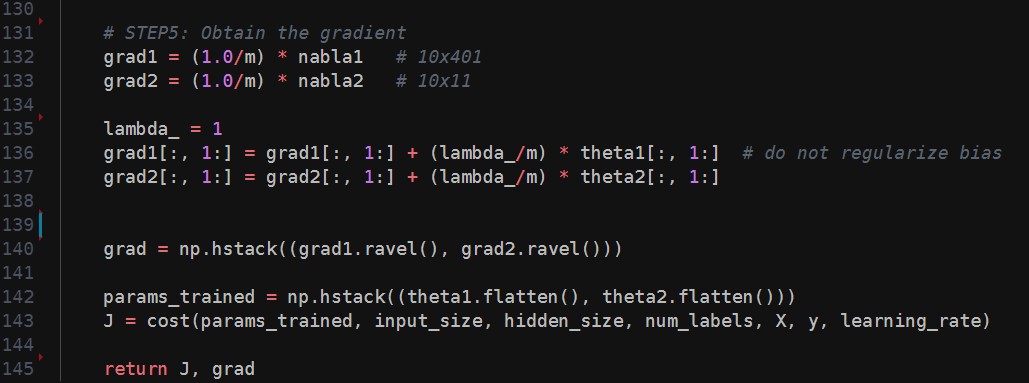 130
131 # STEP5: Obtain the gradient
132 grad1 = (1.0/m) * nabla1   # 10x401
133 grad2 = (1.0/m) * nabla2   # 10x11
134
135 lambda_ = 1
136 grad1[:, 1:] = grad1[:, 1:] + (lambda_/m) * theta1[:, 1:]  # do not regularize bias
137 grad2[:, 1:] = grad2[:, 1:] + (lambda_/m) * theta2[:, 1:]
138
139
140 grad = np.hstack((grad1.ravel(), grad2.ravel()))
141
142 params_trained = np.hstack((theta1.flatten(), theta2.flatten()))
143 J = cost(params_trained, input_size, hidden_size, num_labels, X, y, learning_rate)
144
145 return J, grad